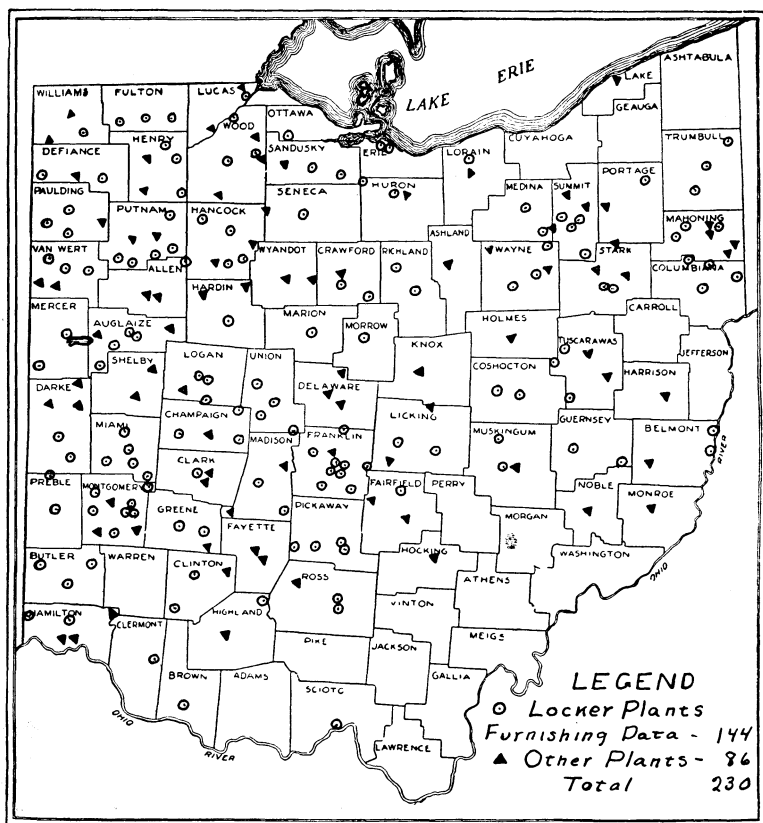 ASHTABULA
LAKE ERIE
LAKE
GEAUGA
WILLIAMS
FULTON
LUCAS
OTTAWA
WOOD
CUYAHOGA
TRUMBULL
HENRY
DEFIANCE
SANDUSKY
ERIE
LORAIN
PORTAGE
SENECA
HURON
MEDINA
SUMMIT
PAULDING
PUTNAM
HANCOCK
MAHONING
ASHLAND
VAN WERT
WYANDOT
CRAWFORD
RICHLAND
WAYNE
STARK
ALLEN
COLUMBIANA
HARDIN
MERCER
CARROLL
AUGLAIZE
MARION
MORROW
HOLMES
KNOX
TUSCARAWAS
JEFFERSON
SHELBY
LOGAN
UNION
COSHOCTON
HARRISON
DARKE
DELAWARE
CHAMPAIGN
LICKING
GUERNSEY
BELMONT
MIAMI
MADISON
FRANKLIN
MUSKINGUM
RIVER
CLARK
PREBLE
MONTGOMERY
FAIRFIELD
PERRY
NOBLE
MONROE
GREENE
PICKAWAY
MORGAN
FAYETTE
BUTLER
WARREN
HOCKING
WASHINGTON
CLINTON
ROSS
ATHENS
OHIO
HAMILTON
CLERMONT
HIGHLAND
VINTON
MEIGS
PIKE
JACKSON
BROWN
ADAMS
GALLIA
SCIOTO
OHIO
RIVER
LAWRENCE
LEGEND
⊙ Locker Plants
Furnishing Data - 144
▲ Other Plants - 86
Total 230